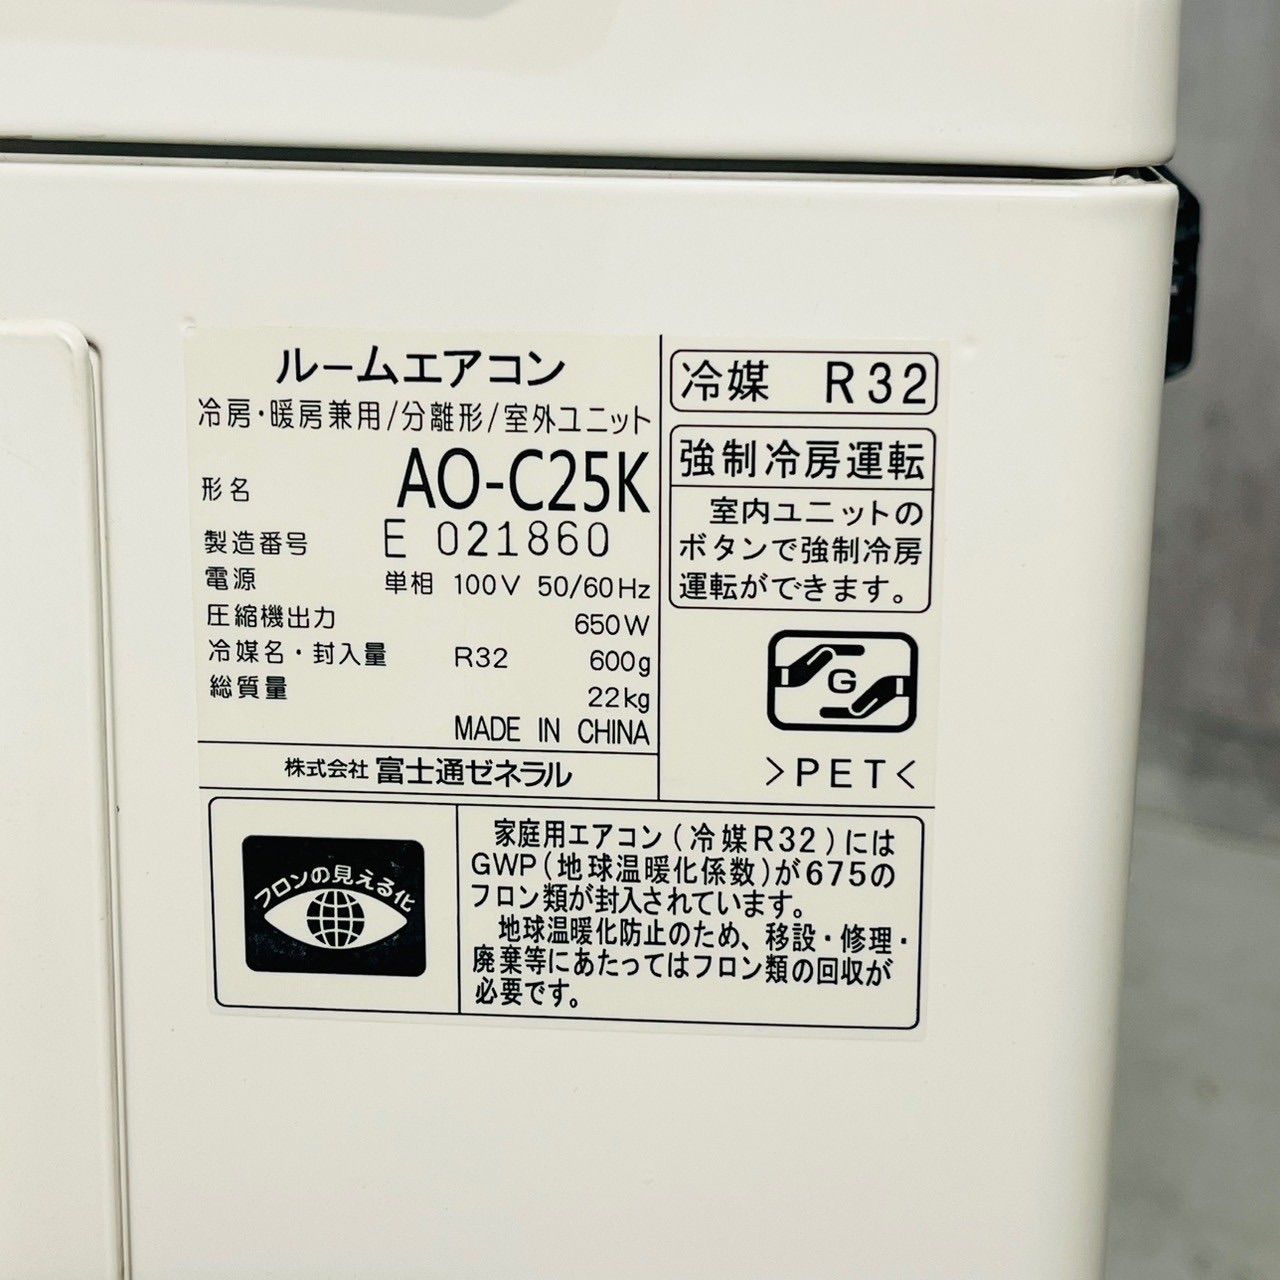 ルームエアコン
冷房・暖房兼用/分離形/室外ユニット
形名 AO-C25K
製造番号 E 021860
電源 単相 100V 50/60Hz
圧縮機出力 650W
冷媒名・封入量 R32 600g
総質量 22kg
MADE IN CHINA
株式会社 富士通ゼネラル
冷媒 R32
強制冷房運転
室内ユニットの
ボタンで強制冷房
運転ができます。
G
>PET<
フロンの見える化
家庭用エアコン(冷媒R32)には
GWP(地球温暖化係数)が675の
フロン類が封入されています。
地球温暖化防止のため、移設・修理・
廃棄等にあたってはフロン類の回収が
必要です。